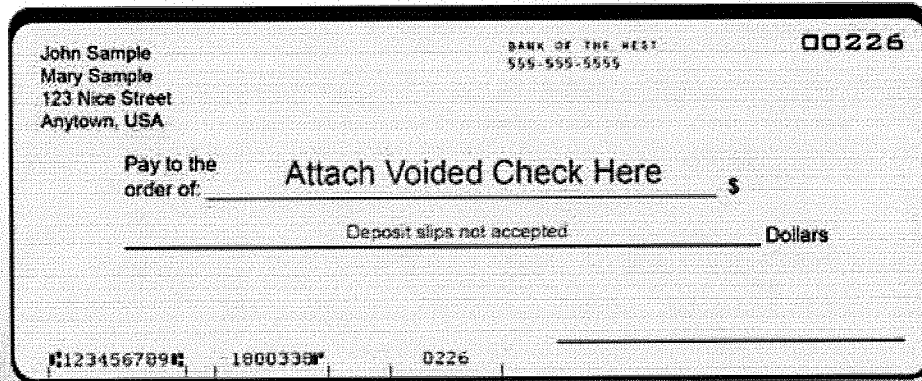 John Sample
Mary Sample
123 Nice Street
Anytown, USA
BANK OF THE WEST
555-555-5555
00226
Pay to the
order of:
Attach Voided Check Here
$
Deposit slips not accepted
Dollars
⑆123456789⑆ 1800338⑈ 0226